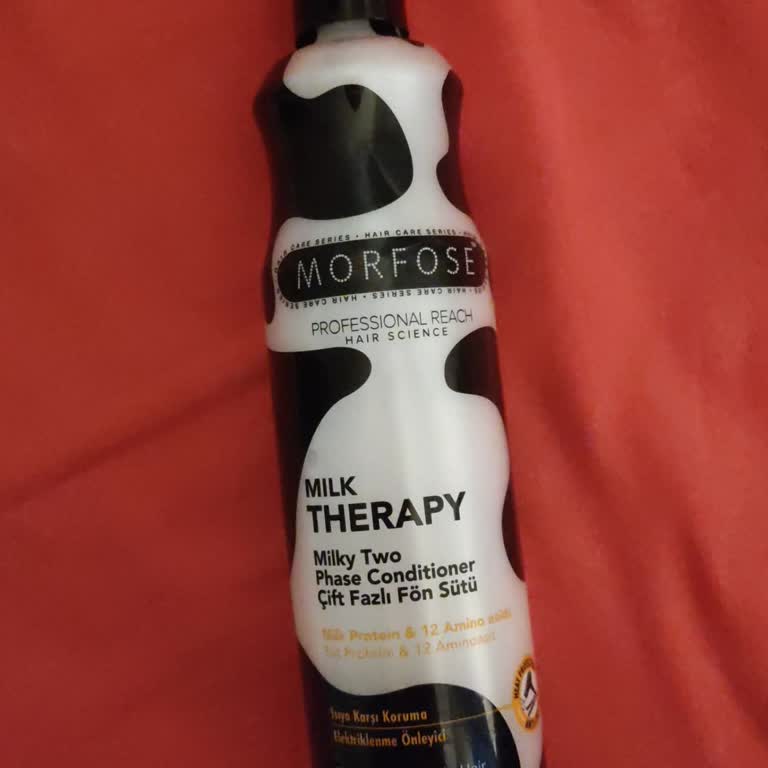 HAIR CARE SERIES • HAIR CARE SERIES •
MORFOSE
HAIR CARE SERIES • HAIR CARE SERIES
PROFESSIONAL REACH
HAIR SCIENCE
MILK
THERAPY
Milky Two
Phase Conditioner
Çift Fazlı Fön Sütü
Milk Protein & 12 Amino acids
Süt Proteini & 12 Aminoasit
HEAT
Isıya Karşı Koruma
Elektriklenme Önleyici
Hair